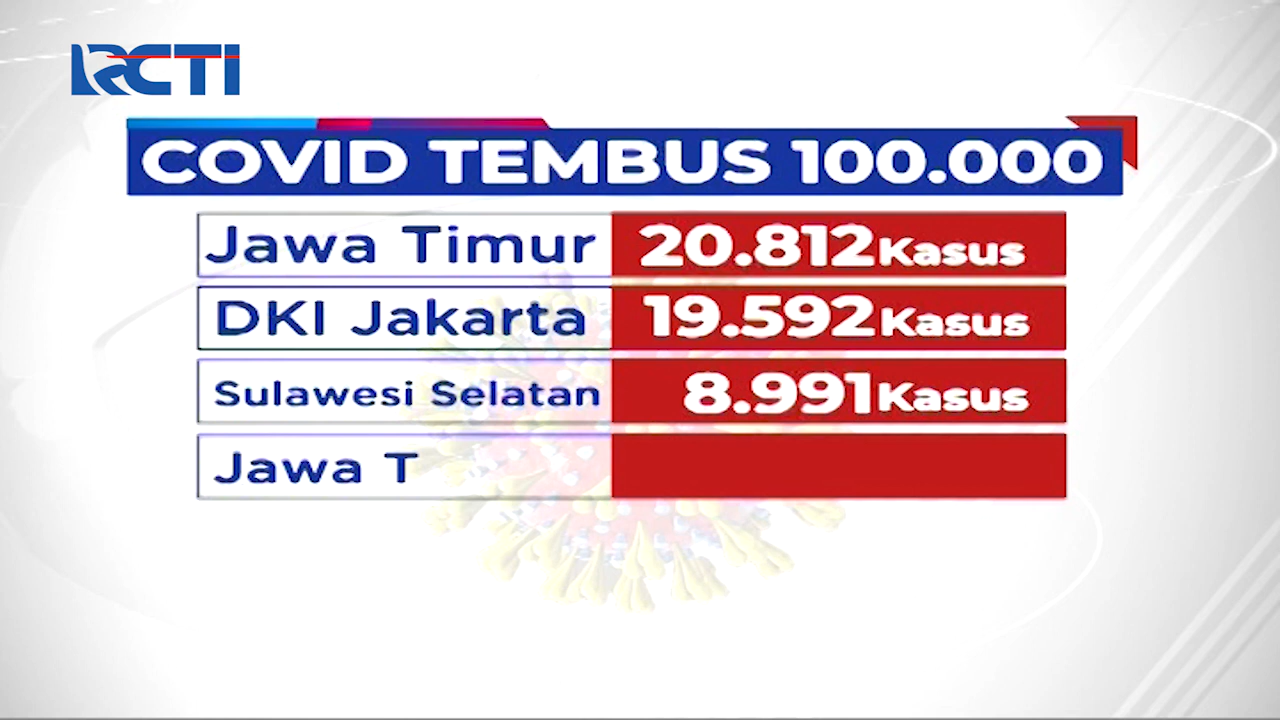 RCTI
COVID TEMBUS 100.000
Jawa Timur 20.812 Kasus
DKI Jakarta 19.592 Kasus
Sulawesi Selatan 8.991 Kasus
Jawa T